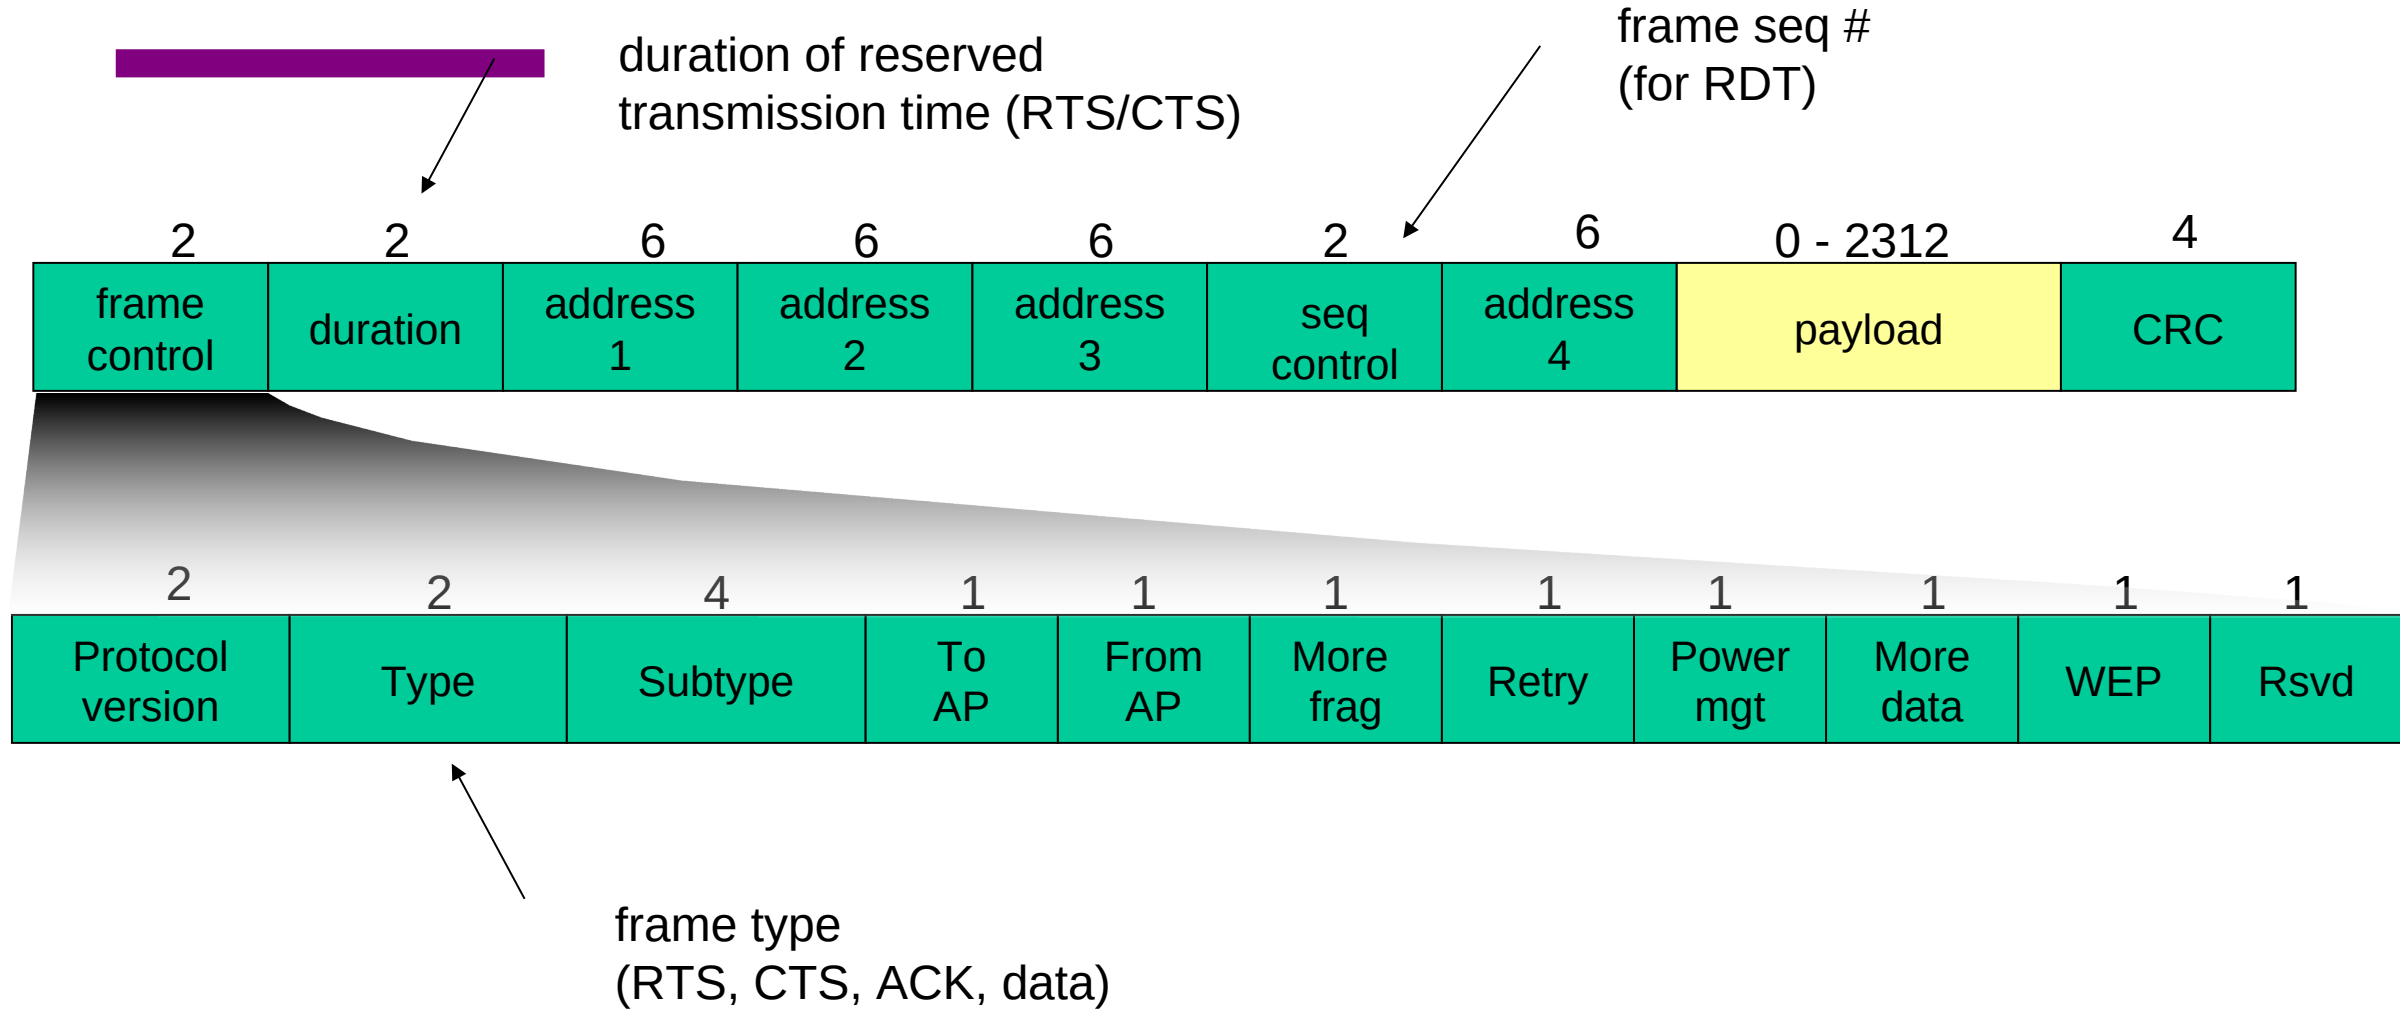 duration of reserved
transmission time (RTS/CTS)
frame seq #
(for RDT)
2 2 6 6 6 2 6 0 - 2312 4
frame
control
duration
address
1
address
2
address
3
seq
control
address
4
payload
CRC
2 2 4 1 1 1 1 1 1 1 1
Protocol
version
Type
Subtype
To
AP
From
AP
More
frag
Retry
Power
mgt
More
data
WEP
Rsvd
frame type
(RTS, CTS, ACK, data)